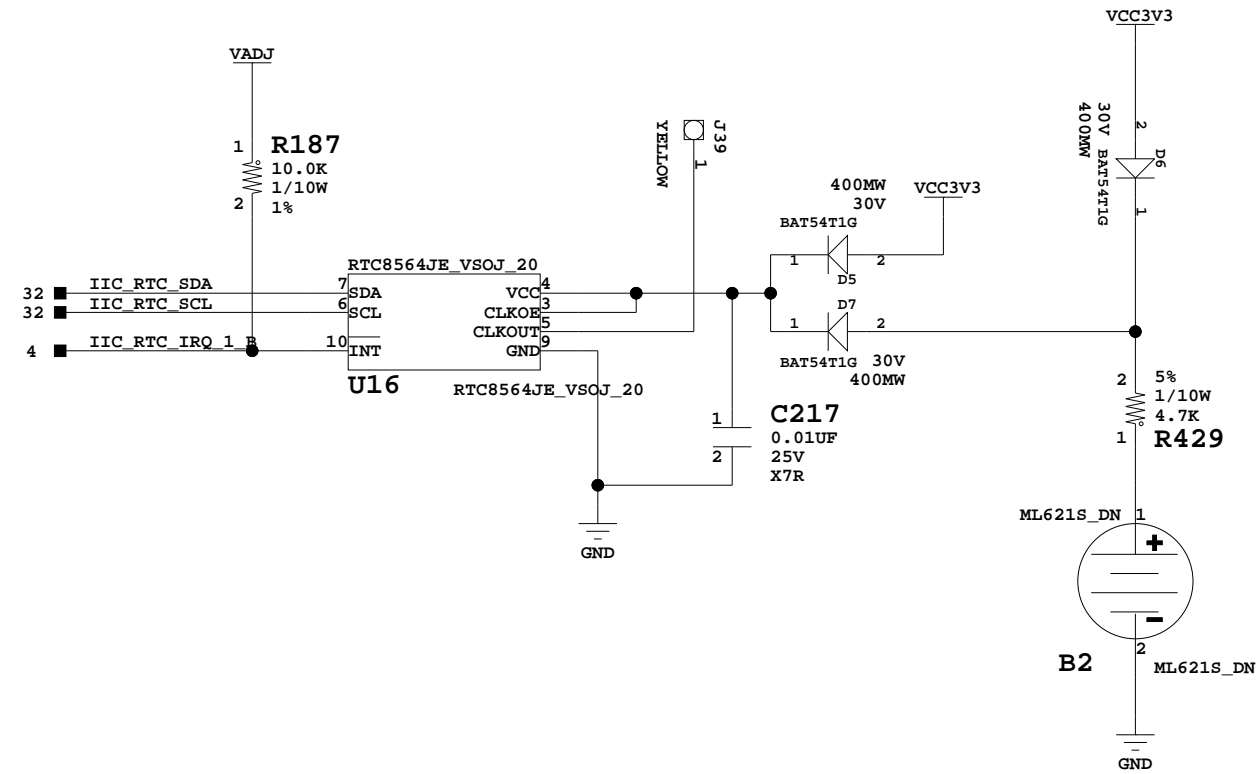 VCC3V3
VADJ
1
R187
10.0K
1/10W
1%
2
YELLOW
J39
1
30V BAT54T1G
400MW
2
D6
1
400MW
30V
VCC3V3
BAT54T1G
1
2
D5
RTC8564JE_VSOJ_20
32
IIC_RTC_SDA
7
SDA
VCC
4
32
IIC_RTC_SCL
6
SCL
CLKOE
3
CLKOUT
5
4
IIC_RTC_IRQ_1_B
10
INT
GND
9
D7
1
2
BAT54T1G 30V
400MW
U16
RTC8564JE_VSOJ_20
1
C217
0.01UF
25V
X7R
2
GND
2
5%
1/10W
4.7K
R429
1
ML621S_DN
1
+
-
B2
2
ML621S_DN
GND